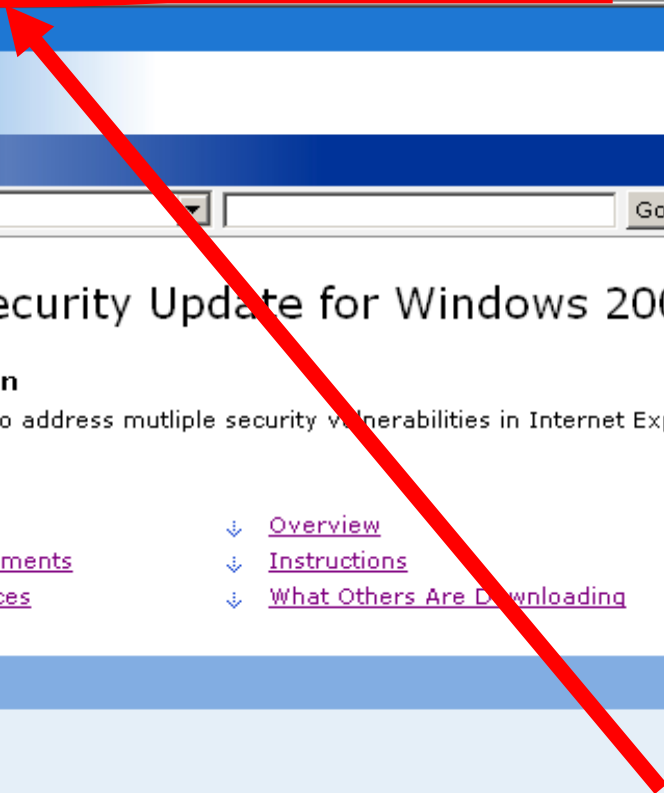 Go
ecurity Update for Windows 200
n
o address mutliple security vulnerabilities in Internet Exp
Overview
ments
Instructions
ces
What Others Are Downloading